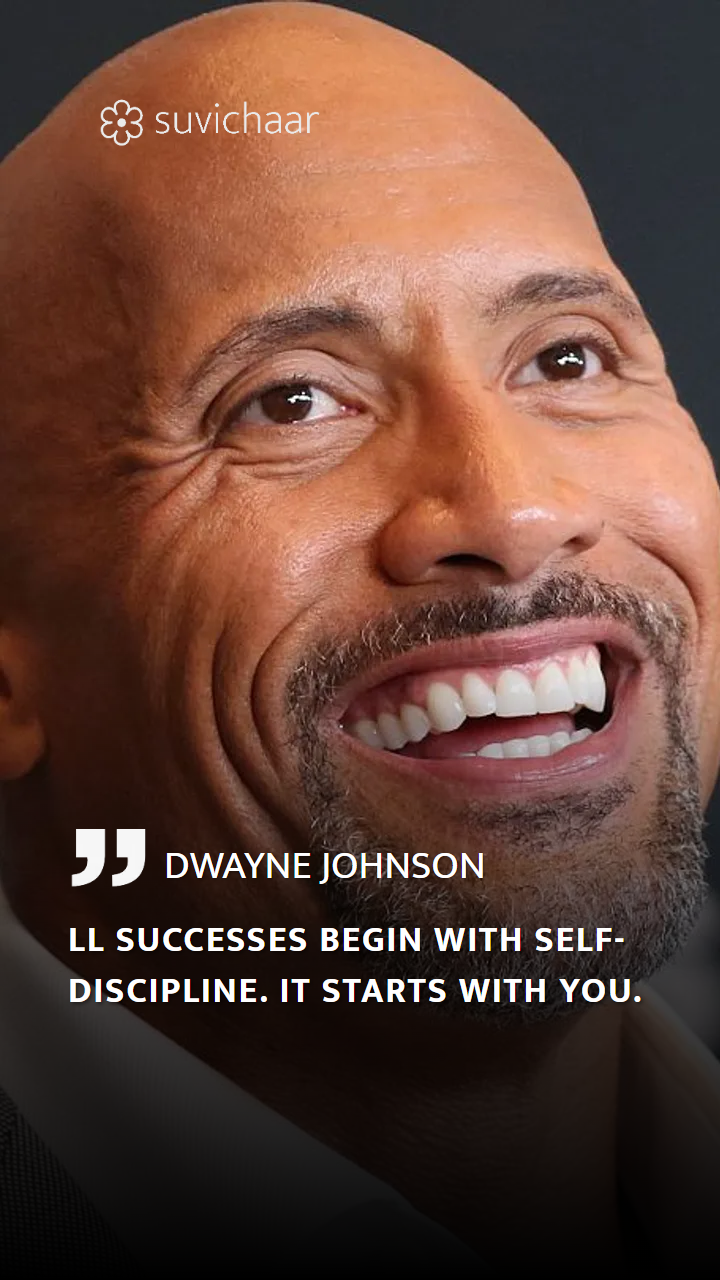 suvichaar
DWAYNE JOHNSON
LL SUCCESSES BEGIN WITH SELF-
DISCIPLINE. IT STARTS WITH YOU.